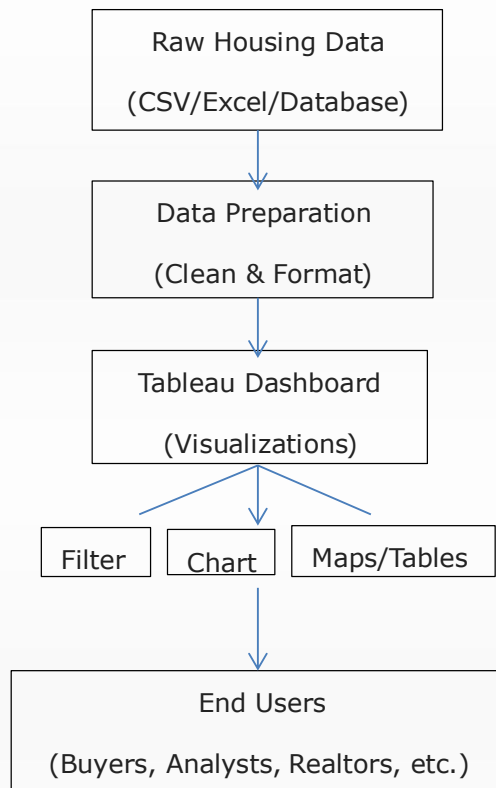 Raw Housing Data
(CSV/Excel/Database)
Data Preparation
(Clean & Format)
Tableau Dashboard
(Visualizations)
Filter
Chart
Maps/Tables
End Users
(Buyers, Analysts, Realtors, etc.)